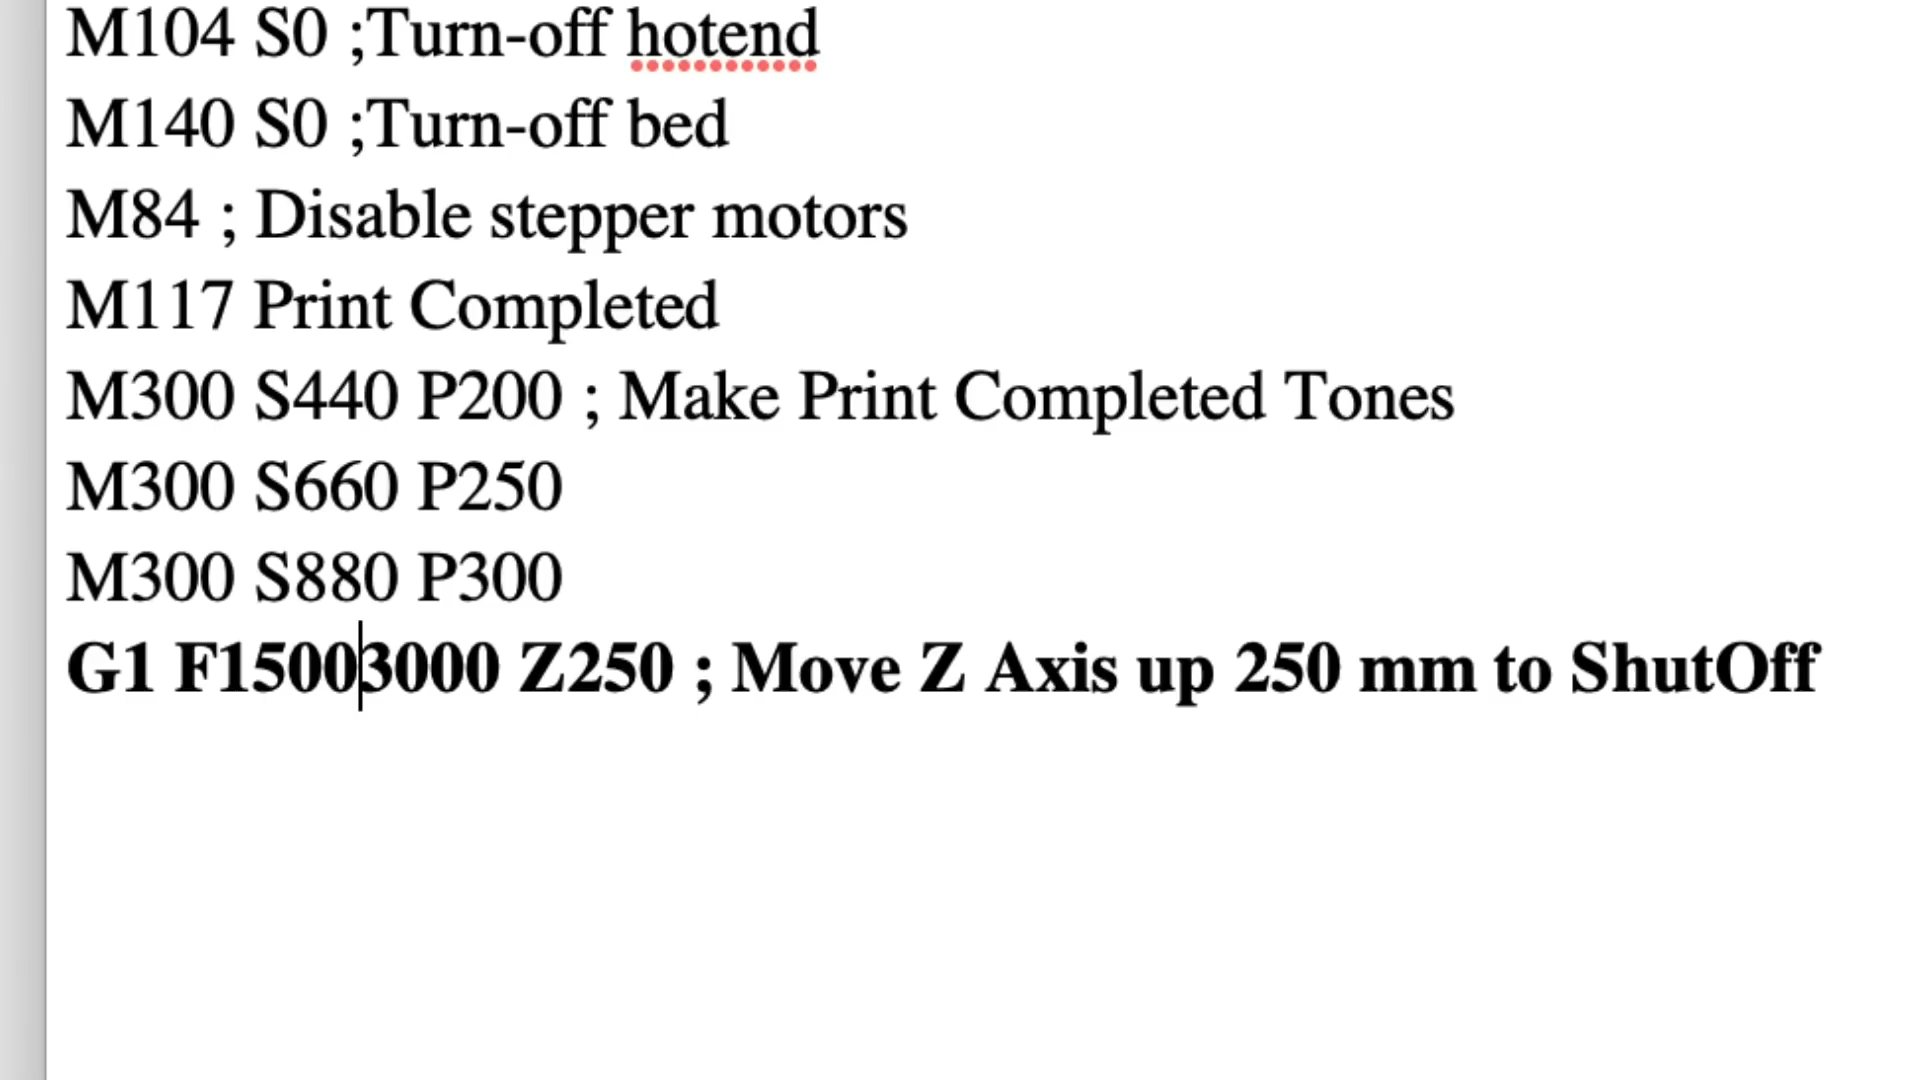 M104 S0 ;Turn-off hotend
M140 S0 ;Turn-off bed
M84 ; Disable stepper motors
M117 Print Completed
M300 S440 P200 ; Make Print Completed Tones
M300 S660 P250
M300 S880 P300
G1 F15003000 Z250 ; Move Z Axis up 250 mm to ShutOff